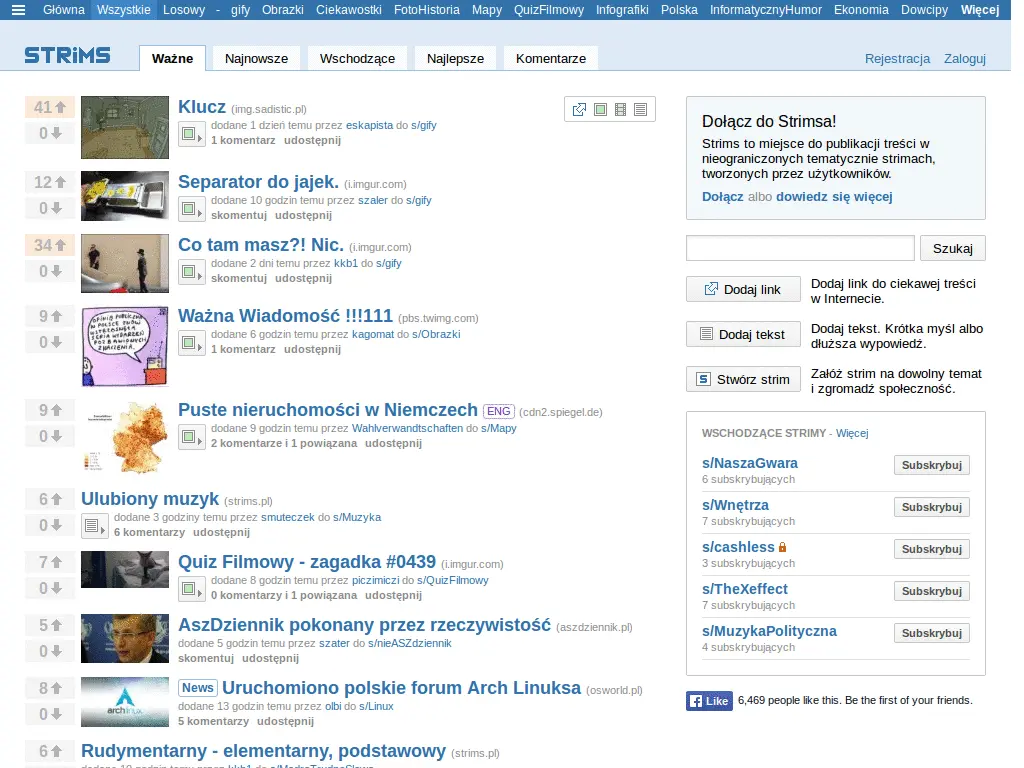 Główna Wszystkie Losowy - gify Obrazki Ciekawostki FotoHistoria Mapy QuizFilmowy Infografiki Polska InformatycznyHumor Ekonomia Dowcipy Więcej
STRiMS Ważne Najnowsze Wschodzące Najlepsze Komentarze Rejestracja Zaloguj
41
0
Klucz (img.sadistic.pl)
dodane 1 dzień temu przez eskapista do s/gify
1 komentarz udostępnij
12
0
Separator do jajek. (i.imgur.com)
dodane 10 godzin temu przez szaler do s/gify
skomentuj udostępnij
34
0
Co tam masz?! Nic. (i.imgur.com)
dodane 2 dni temu przez kkb1 do s/gify
skomentuj udostępnij
9
0
OPINIĘ PUBLICZNĄ
W POLSCE ZNÓW
WSTRZĄSNĘŁA
SERIA WYDARZEŃ
POZBAWIONYCH
ZNACZENIA.
Ważna Wiadomość !!!111 (pbs.twimg.com)
dodane 6 godzin temu przez kagomat do s/Obrazki
1 komentarz udostępnij
9
0
Puste nieruchomości w Niemczech ENG (cdn2.spiegel.de)
dodane 9 godzin temu przez Wahlverwandtschaften do s/Mapy
2 komentarze i 1 powiązana udostępnij
6
0
Ulubiony muzyk (strims.pl)
dodane 3 godziny temu przez smuteczek do s/Muzyka
6 komentarzy udostępnij
7
0
Quiz Filmowy - zagadka #0439 (i.imgur.com)
dodane 8 godzin temu przez piczimiczi do s/QuizFilmowy
0 komentarzy i 1 powiązana udostępnij
5
0
AszDziennik pokonany przez rzeczywistość (aszdziennik.pl)
dodane 5 godzin temu przez szater do s/nieASZdziennik
skomentuj udostępnij
8
0
arch linux
News Uruchomiono polskie forum Arch Linuksa (osworld.pl)
dodane 13 godzin temu przez olbi do s/Linux
5 komentarzy udostępnij
6
Rudymentarny - elementarny, podstawowy (strims.pl)
Dołącz do Strimsa!
Strims to miejsce do publikacji treści w
nieograniczonych tematycznie strimach,
tworzonych przez użytkowników.
Dołącz albo dowiedz się więcej
Szukaj
Dodaj link Dodaj link do ciekawej treści
w Internecie.
Dodaj tekst Dodaj tekst. Krótka myśl albo
dłuższa wypowiedź.
Stwórz strim Załóż strim na dowolny temat
i zgromadź społeczność.
WSCHODZĄCE STRIMY - Więcej
s/NaszaGwara Subskrybuj
6 subskrybujących
s/Wnętrza Subskrybuj
7 subskrybujących
s/cashless Subskrybuj
3 subskrybujących
s/TheXeffect Subskrybuj
7 subskrybujących
s/MuzykaPolityczna Subskrybuj
4 subskrybujących
Like 6,469 people like this. Be the first of your friends.